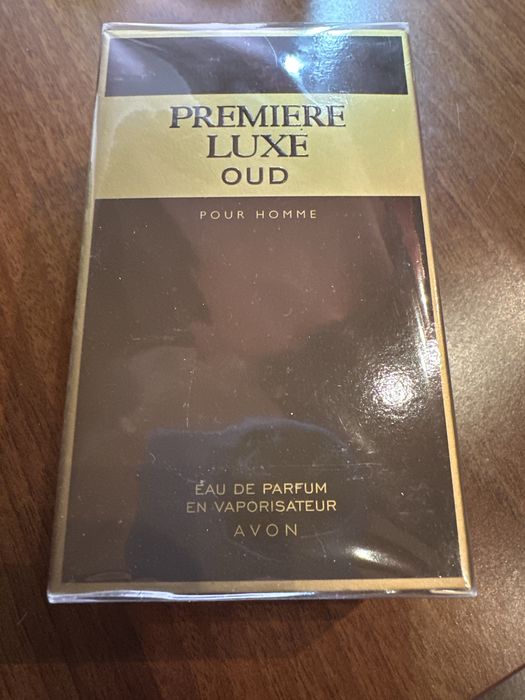 PREMIERE
LUXE
OUD
POUR HOMME
EAU DE PARFUM
EN VAPORISATEUR
AVON